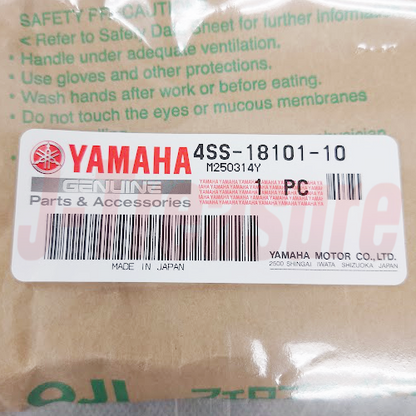 SAFETY PRECAUTION
< Refer to Safety Data Sheet for further information
• Handle under adequate ventilation.
• Use gloves and other protections.
• Wash hands after work or before eating.
• Do not touch the eyes or mucous membranes
YAMAHA
4SS-18101-10
M250314Y
GENUINE
Parts & Accessories
1 PC
MADE IN JAPAN
YAMAHA MOTOR CO., LTD.
2500 SHINGAI IWATA SHIZUOKA JAPAN